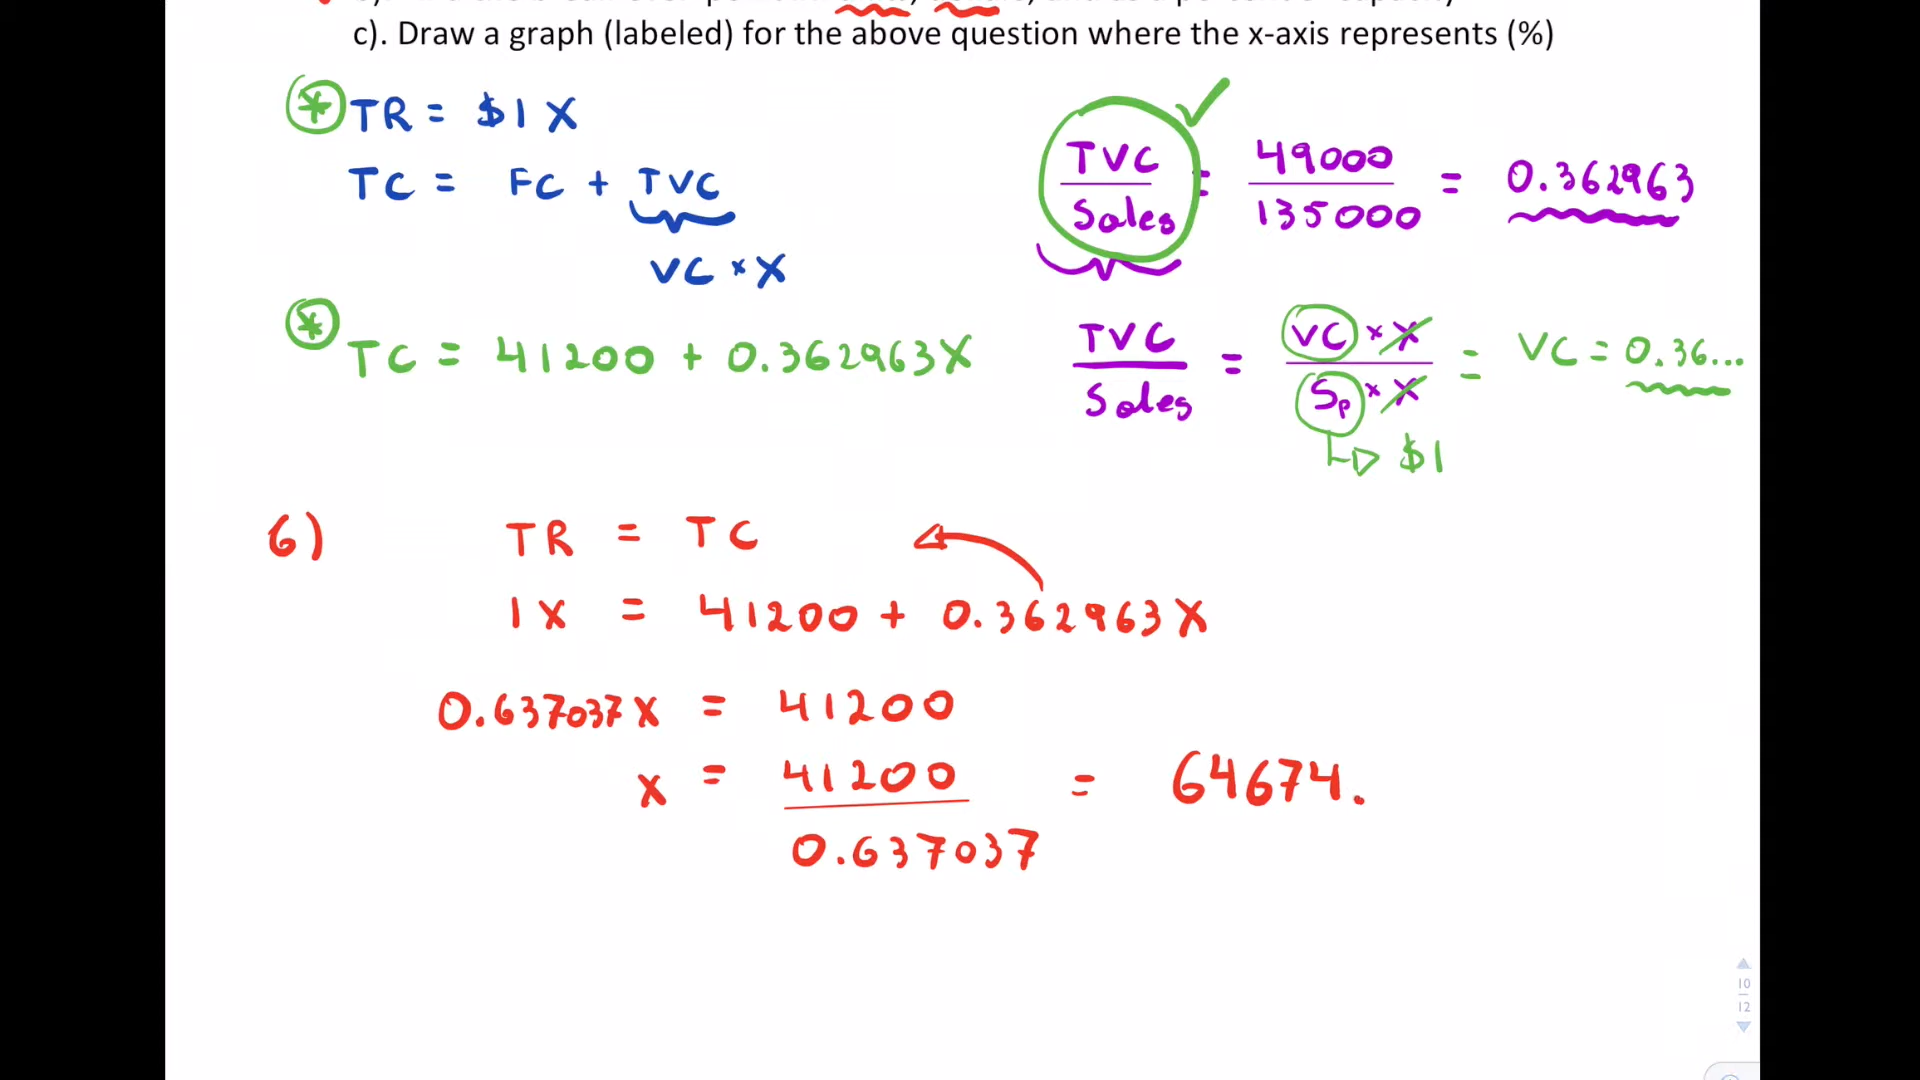 c). Draw a graph (labeled) for the above question where the x-axis represents (%)
* TR = $1 X
TC = FC + TVC
VC × X
* TC = 41200 + 0.362963X
TVC / Sales = 49000 / 135000 = 0.362963
TVC / Sales = VC × X / Sp × X = VC = 0.36...
$1
6) TR = TC
1X = 41200 + 0.362963X
0.637037X = 41200
x = 41200 / 0.637037 = 64674.
10
12